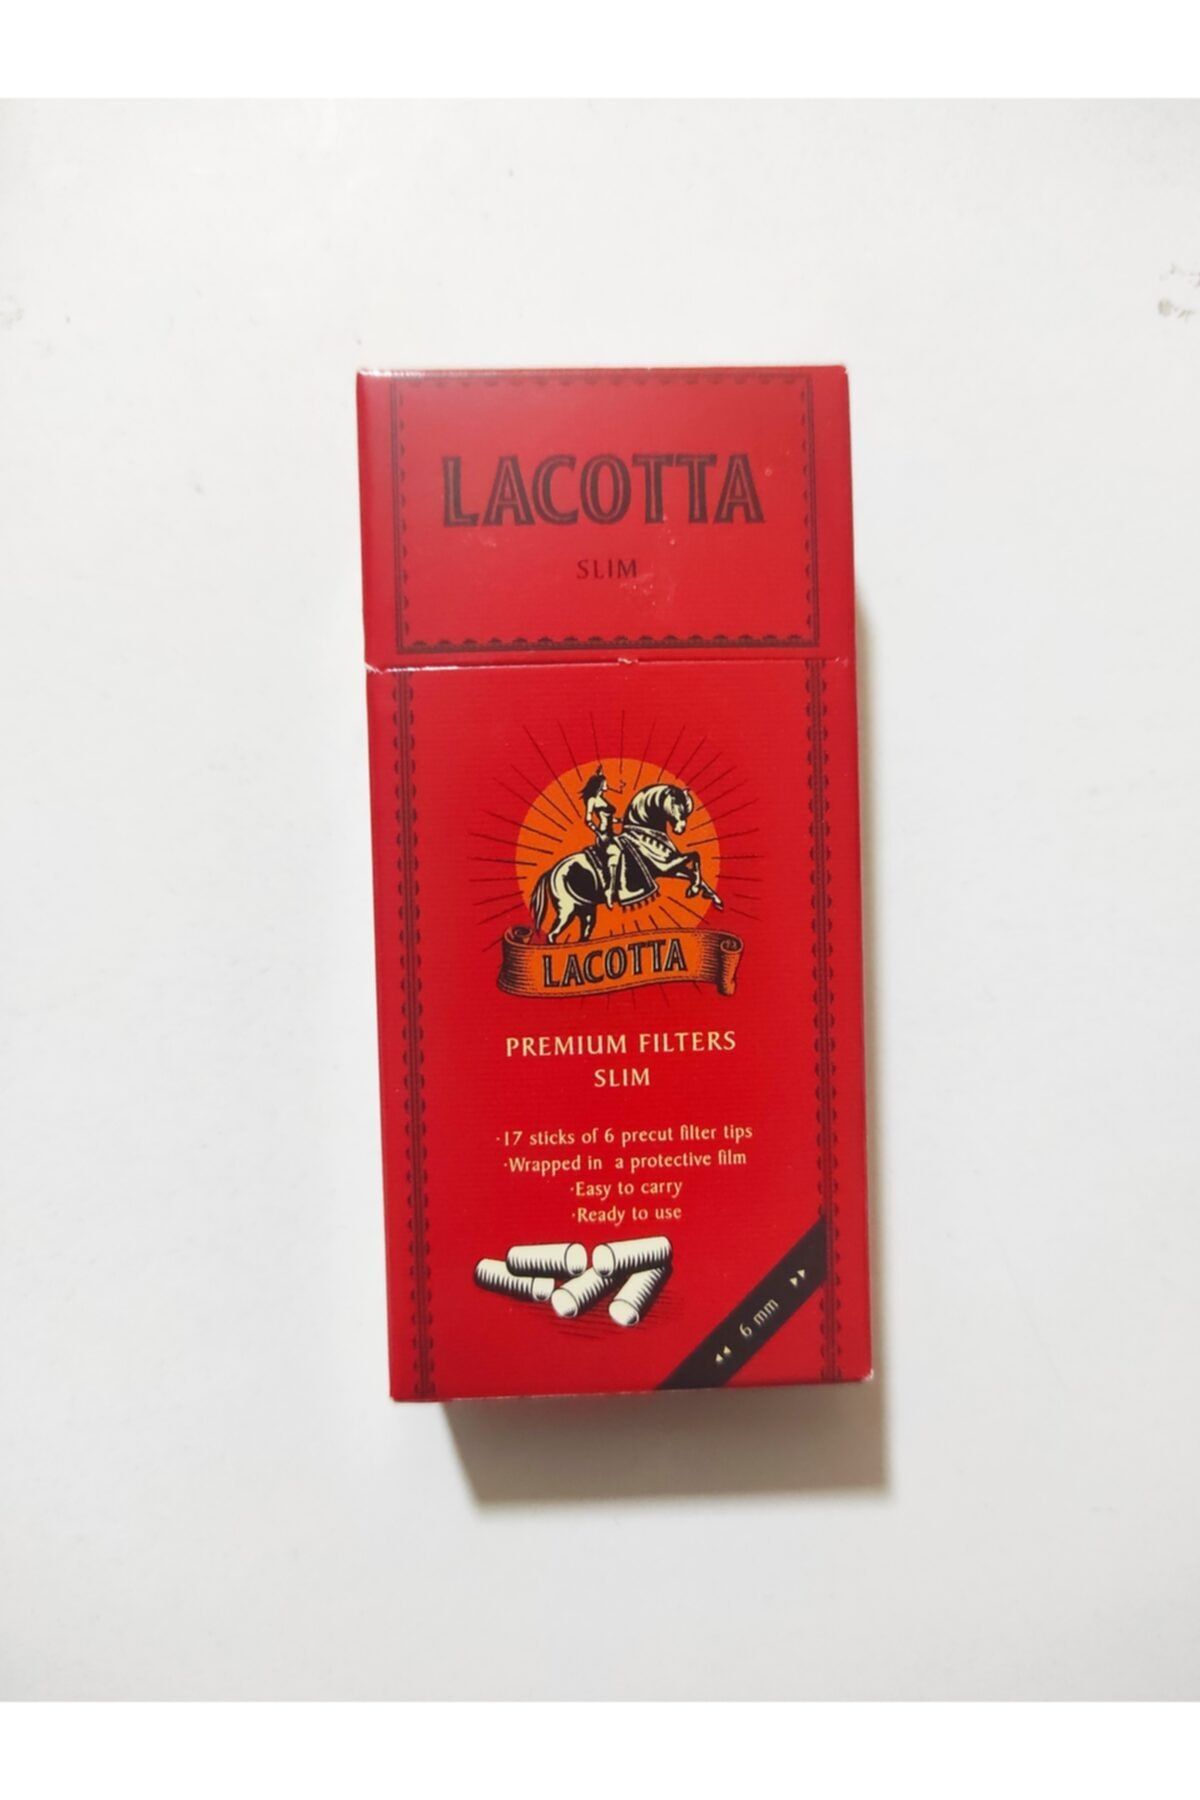 LACOTTA
SLIM
LACOTTA
PREMIUM FILTERS
SLIM
·17 sticks of 6 precut filter tips
·Wrapped in a protective film
·Easy to carry
·Ready to use
6 mm